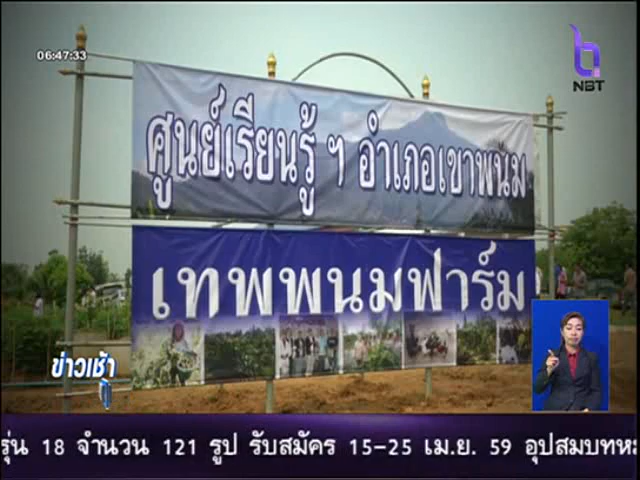 06:47:33
NBT
ศูนย์เรียนรู้ ฯ อำเภอเขาพนม
เทพพนมฟาร์ม
ข่าวเช้า
รุ่น 18 จำนวน 121 รูป รับสมัคร 15-25 เม.ย. 59 อุปสมบทห